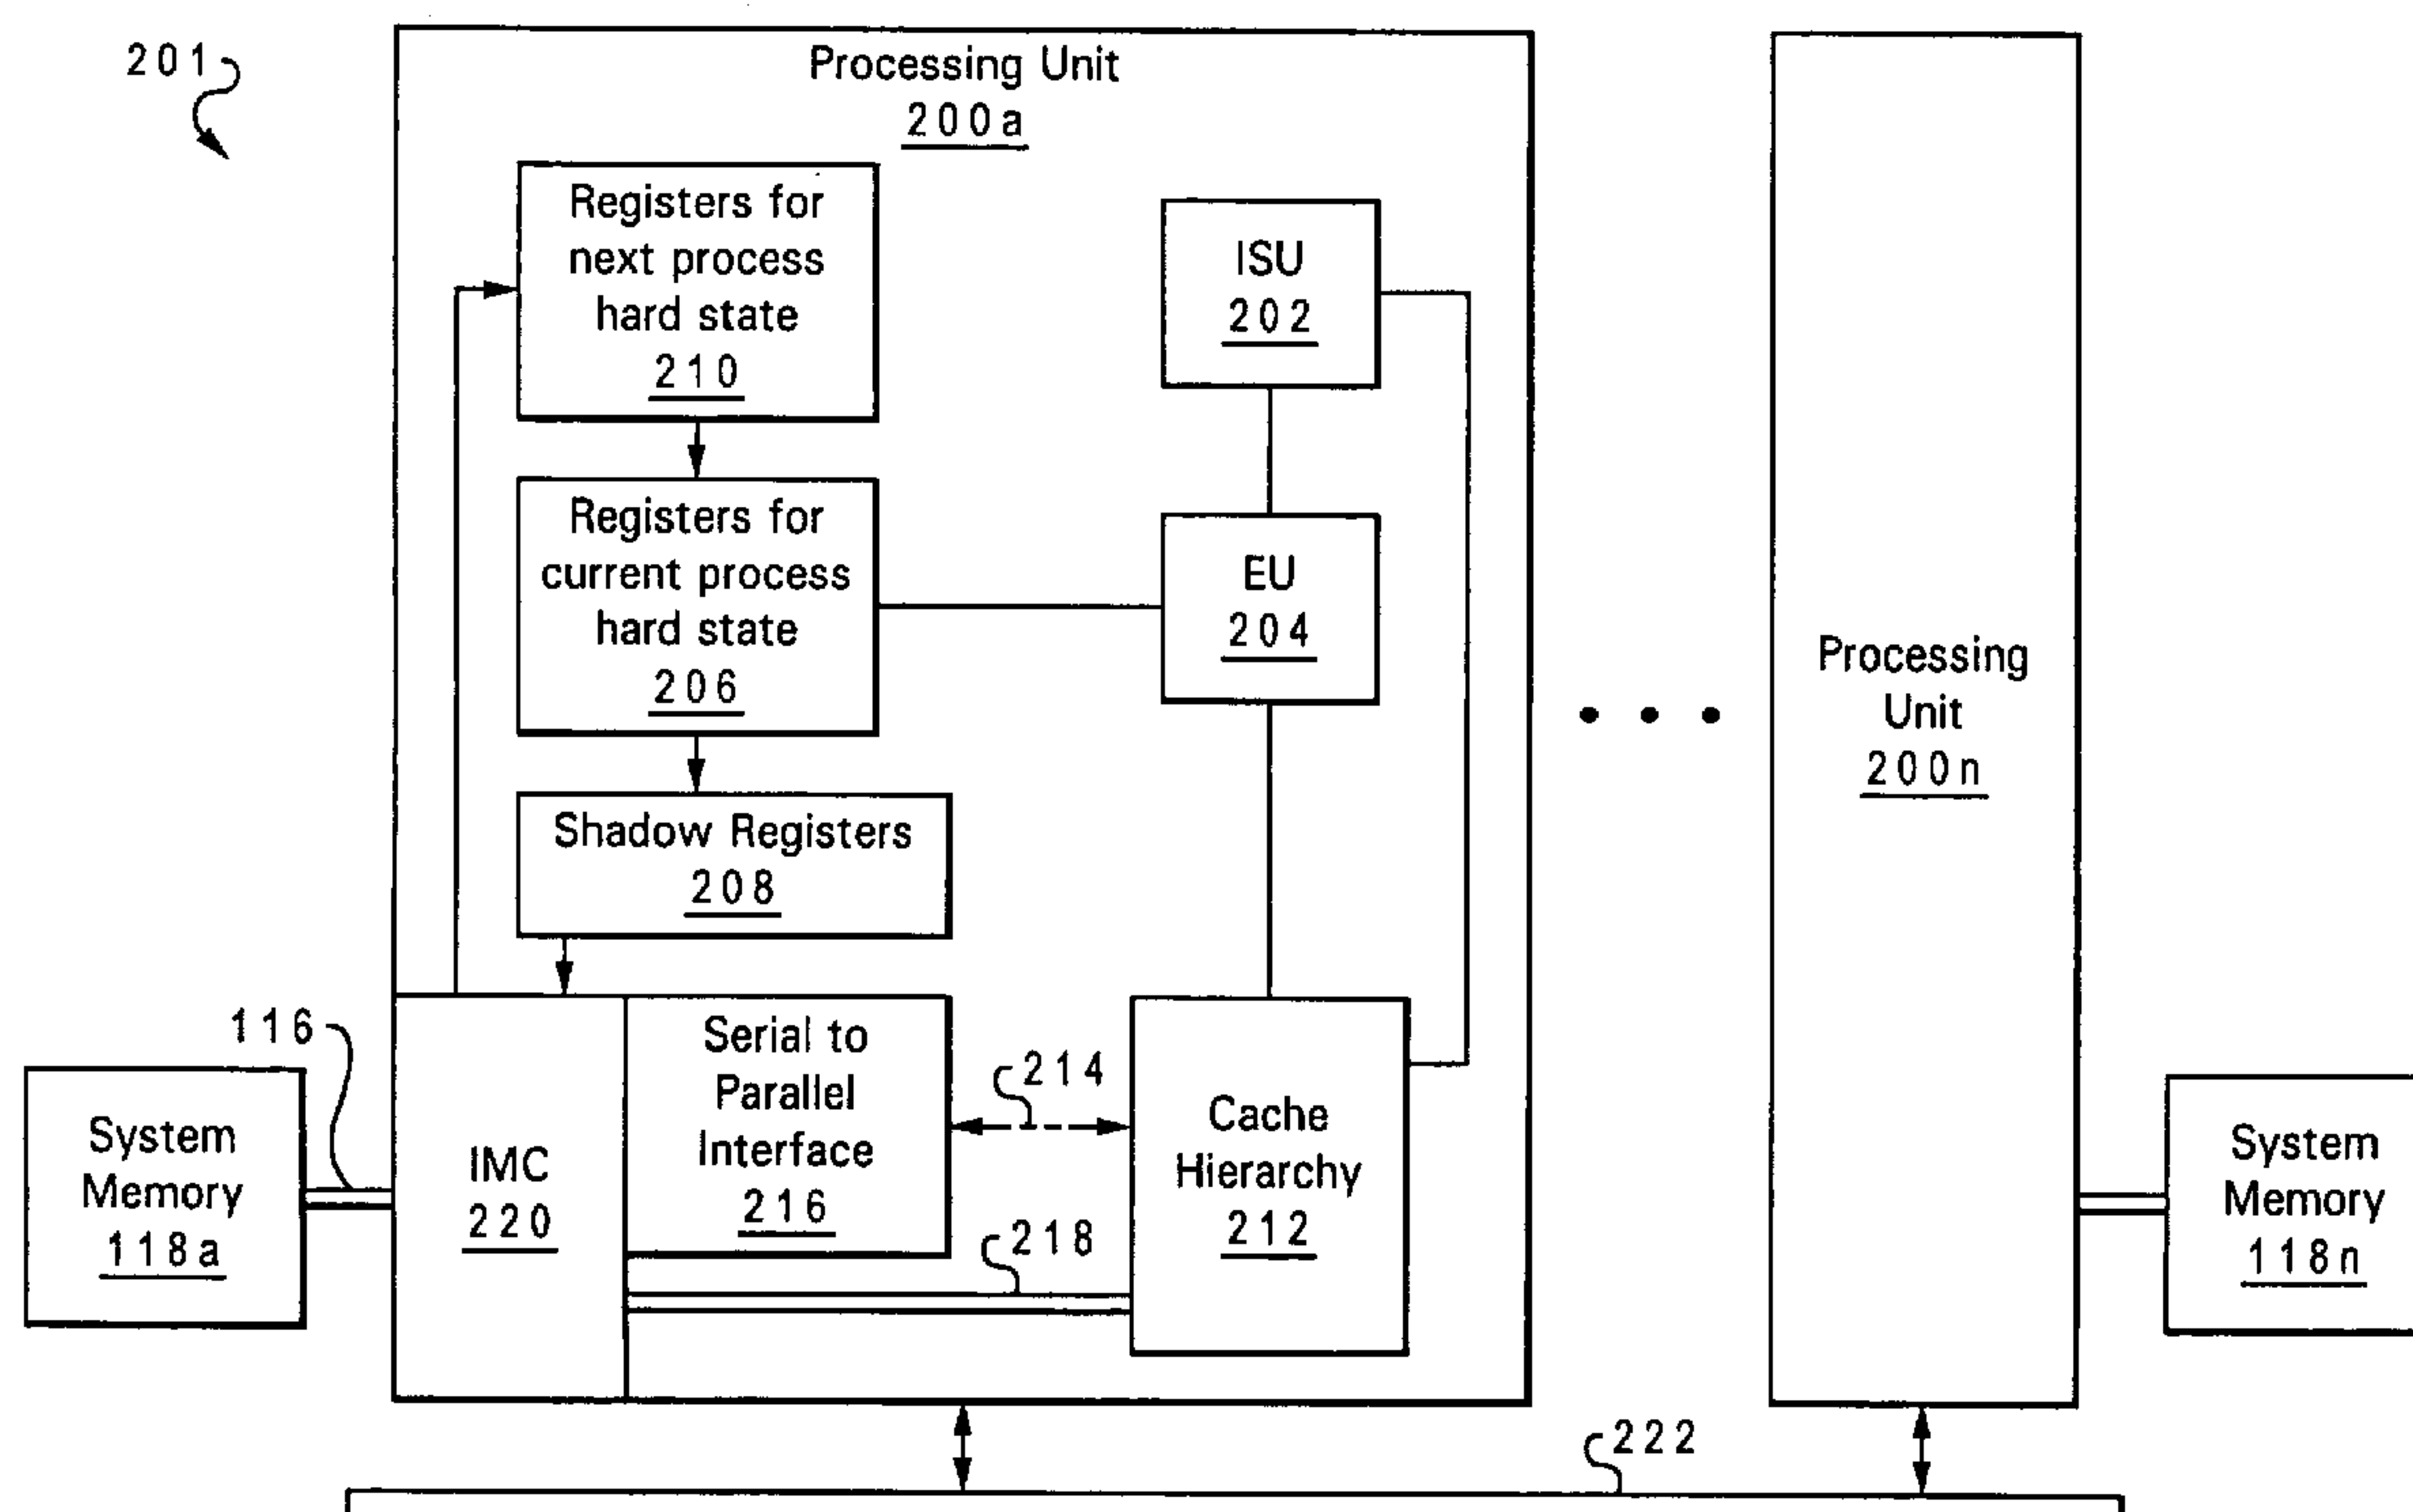 201
Processing Unit
200a
Registers for
next process
hard state
210
ISU
202
Registers for
current process
hard state
206
EU
204
Processing
Unit
200n
Shadow Registers
208
116
System
Memory
118a
IMC
220
Serial to
Parallel
Interface
216
214
218
Cache
Hierarchy
212
System
Memory
118n
222